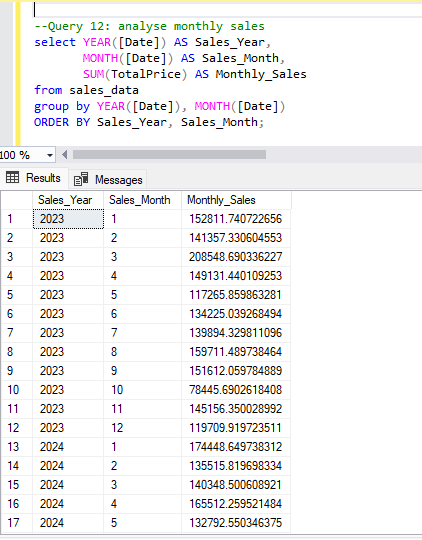 --Query 12: analyse monthly sales
select YEAR([Date]) AS Sales_Year,
MONTH([Date]) AS Sales_Month,
SUM(TotalPrice) AS Monthly_Sales
from sales_data
group by YEAR([Date]), MONTH([Date])
ORDER BY Sales_Year, Sales_Month;
100 %
Results Messages
Sales_Year Sales_Month Monthly_Sales
1 2023 1 152811.740722656
2 2023 2 141357.330604553
3 2023 3 208548.690336227
4 2023 4 149131.440109253
5 2023 5 117265.859863281
6 2023 6 134225.039268494
7 2023 7 139894.329811096
8 2023 8 159711.489738464
9 2023 9 151612.059784889
10 2023 10 78445.6902618408
11 2023 11 145156.350028992
12 2023 12 119709.919723511
13 2024 1 174448.649738312
14 2024 2 135515.819698334
15 2024 3 140348.500608921
16 2024 4 165512.259521484
17 2024 5 132792.550346375